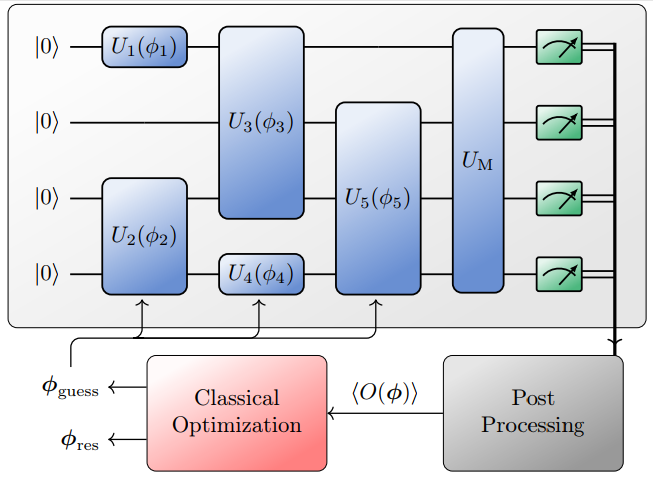 |0⟩ U₁(ϕ₁)
|0⟩ U₃(ϕ₃)
U_M
|0⟩ U₅(ϕ₅)
U₂(ϕ₂)
|0⟩ U₄(ϕ₄)
ϕ_guess
⟨O(ϕ)⟩
Classical
Optimization
Post
Processing
ϕ_res